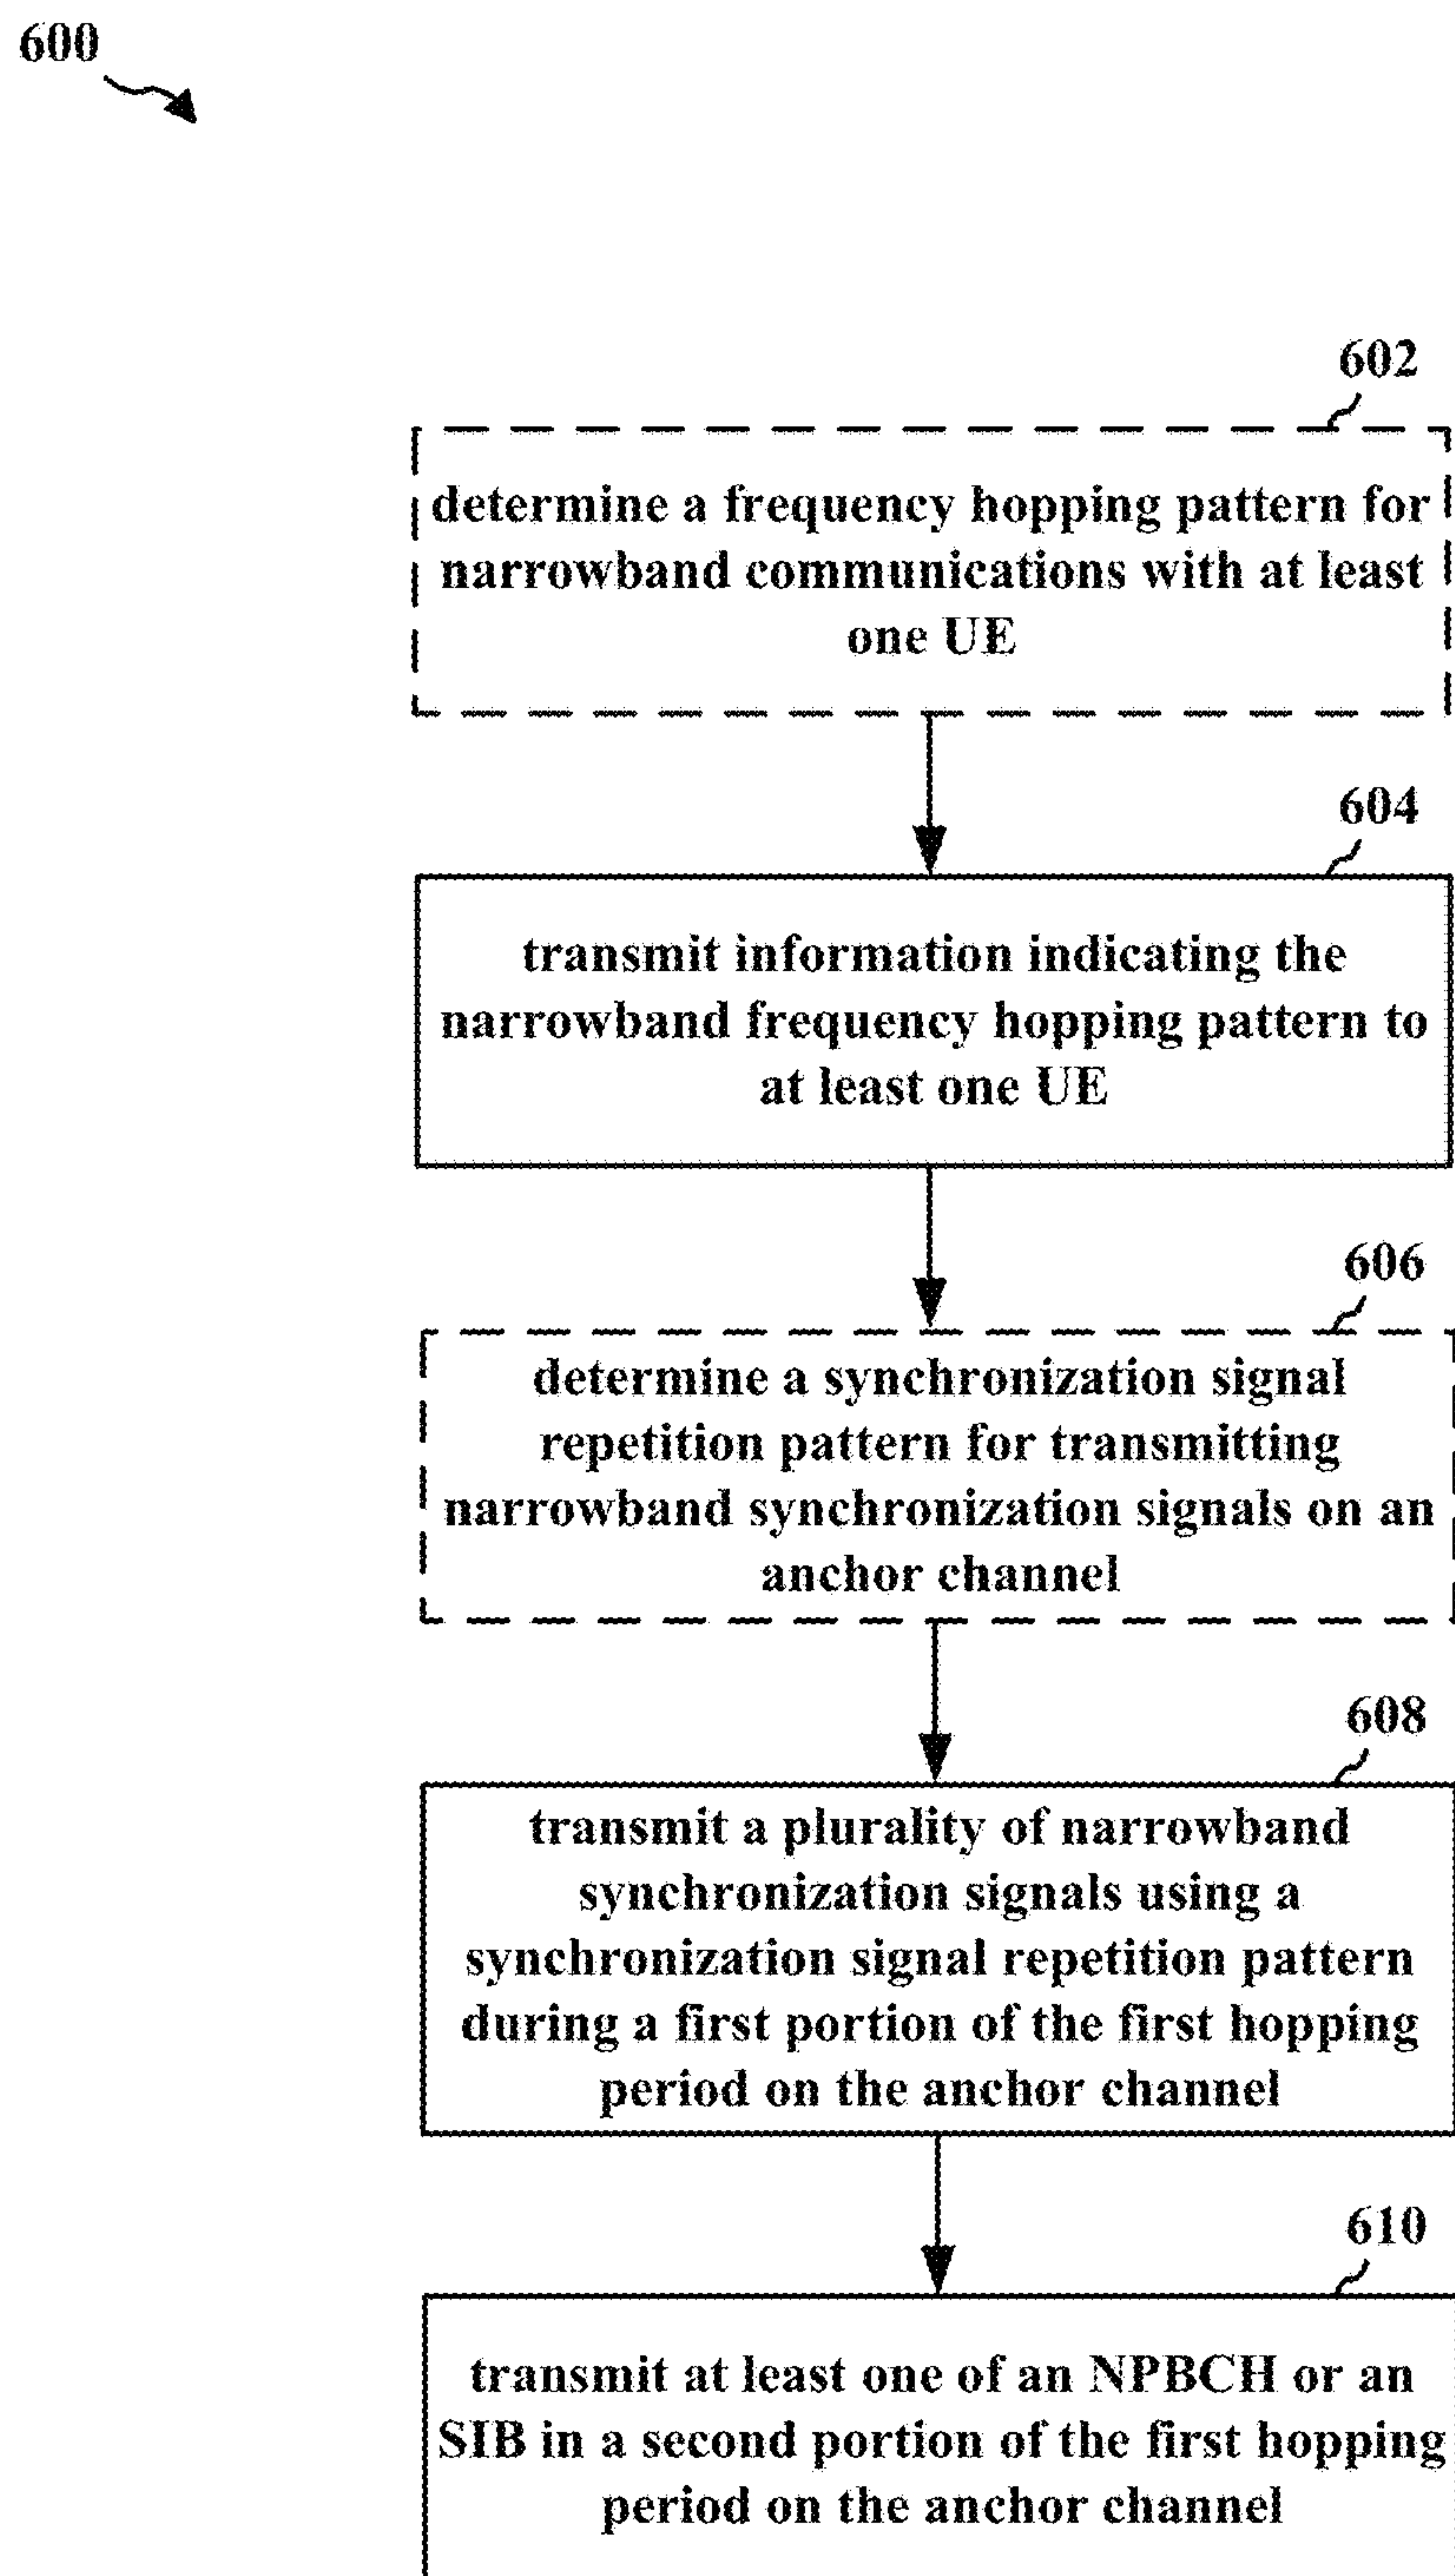 600
602
determine a frequency hopping pattern for
narrowband communications with at least
one UE
604
transmit information indicating the
narrowband frequency hopping pattern to
at least one UE
606
determine a synchronization signal
repetition pattern for transmitting
narrowband synchronization signals on an
anchor channel
608
transmit a plurality of narrowband
synchronization signals using a
synchronization signal repetition pattern
during a first portion of the first hopping
period on the anchor channel
610
transmit at least one of an NPBCH or an
SIB in a second portion of the first hopping
period on the anchor channel